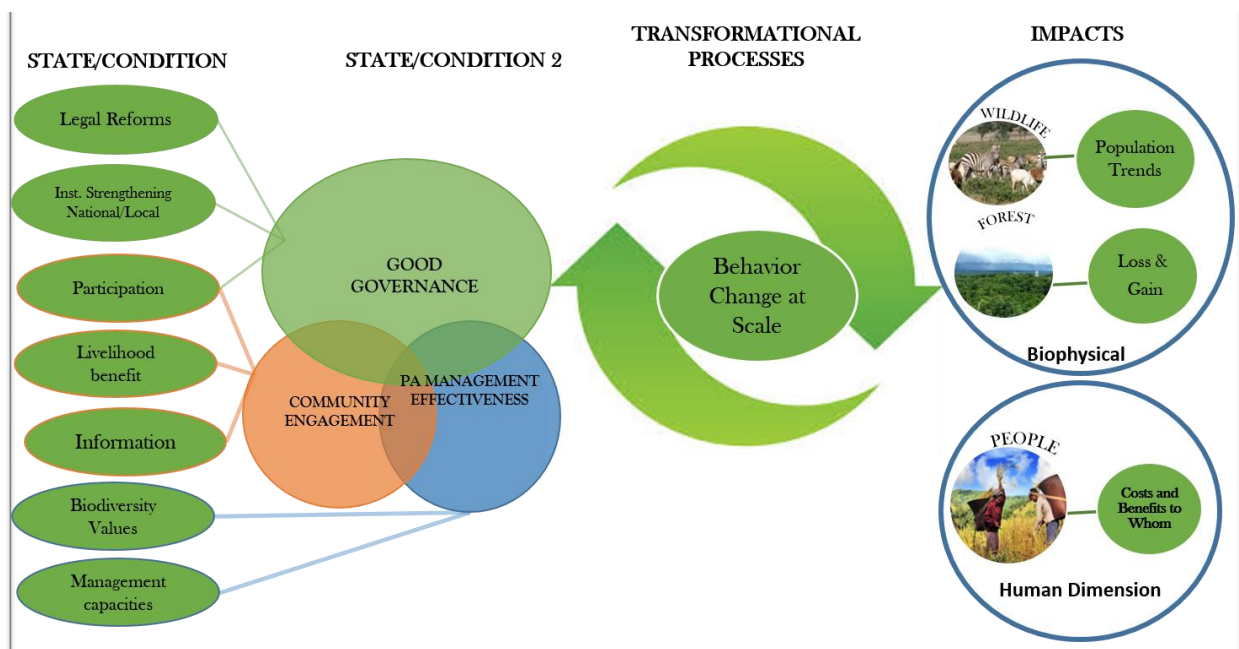 STATE/CONDITION
Legal Reforms
Inst. Strengthening
National/Local
Participation
Livelihood
benefit
Information
Biodiversity
Values
Management
capacities
STATE/CONDITION 2
GOOD
GOVERNANCE
COMMUNITY
ENGAGEMENT
PA MANAGEMENT
EFFECTIVENESS
TRANSFORMATIONAL
PROCESSES
Behavior
Change at
Scale
IMPACTS
WILDLIFE
Population
Trends
FOREST
Loss &
Gain
Biophysical
PEOPLE
Costs and
Benefits to
Whom
Human Dimension